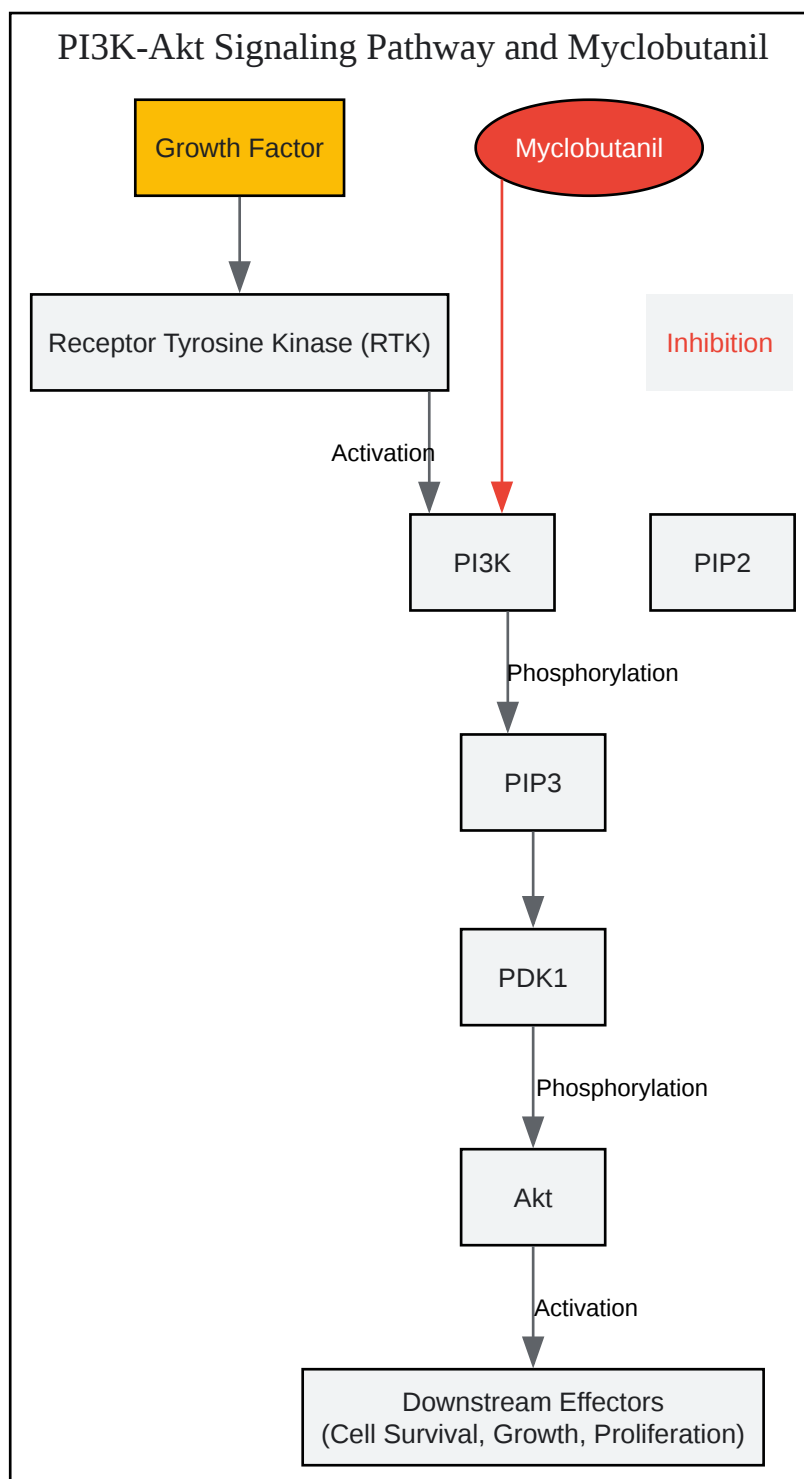 PI3K-Akt Signaling Pathway and Myclobutanil
Growth Factor
Myclobutanil
Receptor Tyrosine Kinase (RTK)
Inhibition
Activation
PI3K
PIP2
Phosphorylation
PIP3
PDK1
Phosphorylation
Akt
Activation
Downstream Effectors
(Cell Survival, Growth, Proliferation)